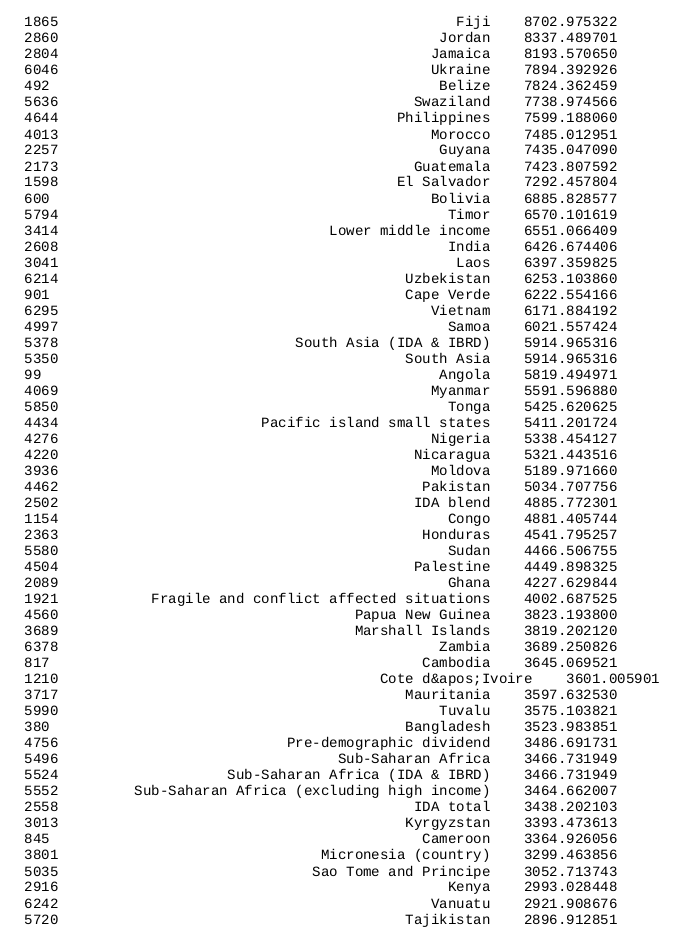 1865 Fiji 8702.975322
2860 Jordan 8337.489701
2804 Jamaica 8193.570650
6046 Ukraine 7894.392926
492 Belize 7824.362459
5636 Swaziland 7738.974566
4644 Philippines 7599.188060
4013 Morocco 7485.012951
2257 Guyana 7435.047090
2173 Guatemala 7423.807592
1598 El Salvador 7292.457804
600 Bolivia 6885.828577
5794 Timor 6570.101619
3414 Lower middle income 6551.066409
2608 India 6426.674406
3041 Laos 6397.359825
6214 Uzbekistan 6253.103860
901 Cape Verde 6222.554166
6295 Vietnam 6171.884192
4997 Samoa 6021.557424
5378 South Asia (IDA & IBRD) 5914.965316
5350 South Asia 5914.965316
99 Angola 5819.494971
4069 Myanmar 5591.596880
5850 Tonga 5425.620625
4434 Pacific island small states 5411.201724
4276 Nigeria 5338.454127
4220 Nicaragua 5321.443516
3936 Moldova 5189.971660
4462 Pakistan 5034.707756
2502 IDA blend 4885.772301
1154 Congo 4881.405744
2363 Honduras 4541.795257
5580 Sudan 4466.506755
4504 Palestine 4449.898325
2089 Ghana 4227.629844
1921 Fragile and conflict affected situations 4002.687525
4560 Papua New Guinea 3823.193800
3689 Marshall Islands 3819.202120
6378 Zambia 3689.250826
817 Cambodia 3645.069521
1210 Cote d&apos;Ivoire 3601.005901
3717 Mauritania 3597.632530
5990 Tuvalu 3575.103821
380 Bangladesh 3523.983851
4756 Pre-demographic dividend 3486.691731
5496 Sub-Saharan Africa 3466.731949
5524 Sub-Saharan Africa (IDA & IBRD) 3466.731949
5552 Sub-Saharan Africa (excluding high income) 3464.662007
2558 IDA total 3438.202103
3013 Kyrgyzstan 3393.473613
845 Cameroon 3364.926056
3801 Micronesia (country) 3299.463856
5035 Sao Tome and Principe 3052.713743
2916 Kenya 2993.028448
6242 Vanuatu 2921.908676
5720 Tajikistan 2896.912851